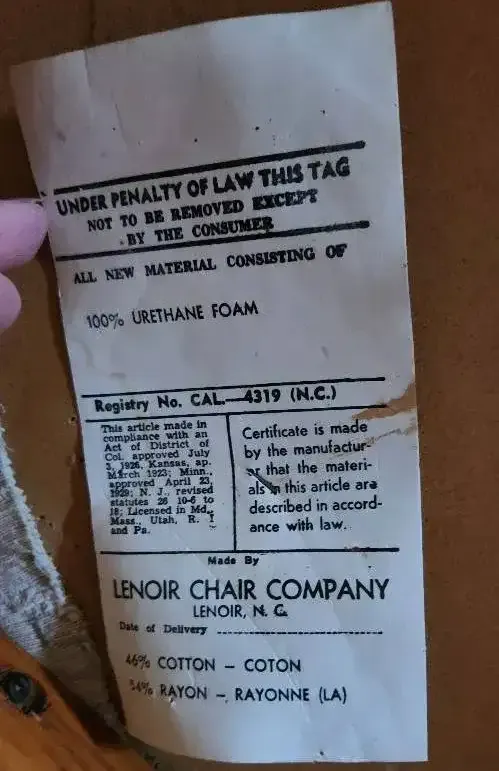 UNDER PENALTY OF LAW THIS TAG
NOT TO BE REMOVED EXCEPT
BY THE CONSUMER
ALL NEW MATERIAL CONSISTING OF
100% URETHANE FOAM
Registry No. CAL.—4319 (N.C.)
This article made in
compliance with an
Act of District of
Col. approved July
3, 1926, Kansas, ap.
March 1923; Minn.,
approved April 23,
1929; N. J., revised
statutes 26 10-6 to
18; Licensed in Md.,
Mass., Utah, R. I
and Pa.
Certificate is made
by the manufactur-
er that the materi-
als in this article are
described in accord-
ance with law.
Made By
LENOIR CHAIR COMPANY
LENOIR, N. C.
Date of Delivery
46% COTTON – COTON
54% RAYON – RAYONNE (LA)